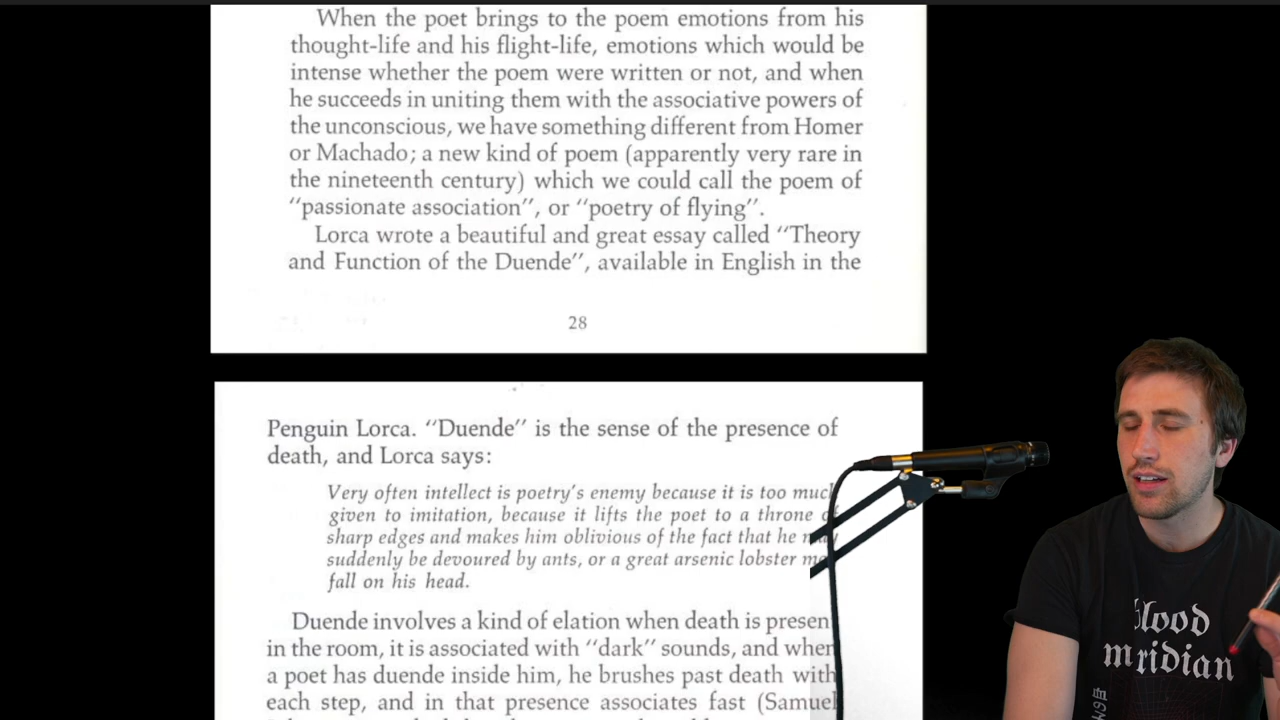 When the poet brings to the poem emotions from his
thought-life and his flight-life, emotions which would be
intense whether the poem were written or not, and when
he succeeds in uniting them with the associative powers of
the unconscious, we have something different from Homer
or Machado; a new kind of poem (apparently very rare in
the nineteenth century) which we could call the poem of
“passionate association”, or “poetry of flying”.
Lorca wrote a beautiful and great essay called “Theory
and Function of the Duende”, available in English in the
28
Penguin Lorca. “Duende” is the sense of the presence of
death, and Lorca says:
Very often intellect is poetry's enemy because it is too much
given to imitation, because it lifts the poet to a throne of
sharp edges and makes him oblivious of the fact that he may
suddenly be devoured by ants, or a great arsenic lobster may
fall on his head.
Duende involves a kind of elation when death is present
in the room, it is associated with “dark” sounds, and when
a poet has duende inside him, he brushes past death with
each step, and in that presence associates fast (Samuel
blood
meridian